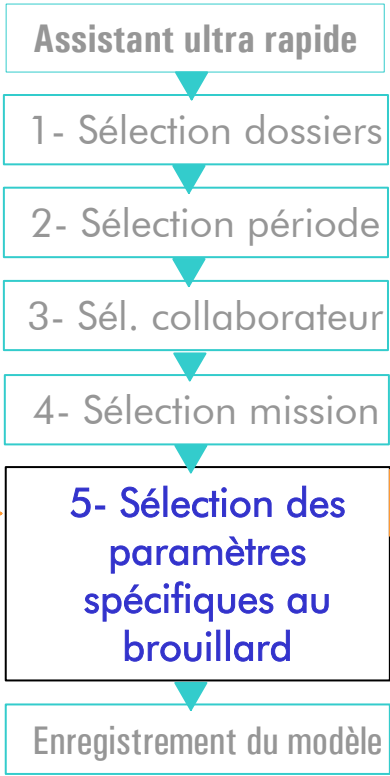 Assistant ultra rapide
1- Sélection dossiers
2- Sélection période
3- Sél. collaborateur
4- Sélection mission
5- Sélection des
paramètres
spécifiques au
brouillard
Enregistrement du modèle